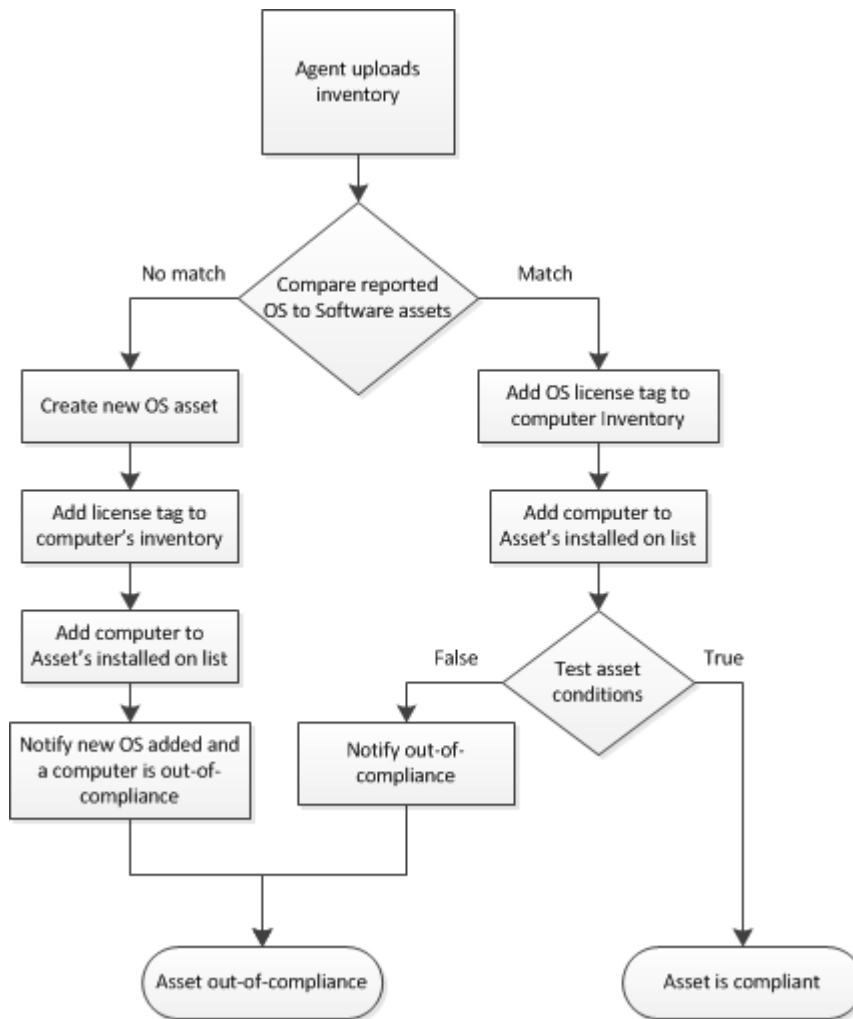 Agent uploads
inventory
Compare reported
OS to Software assets
No match
Match
Create new OS asset
Add license tag to
computer's inventory
Add computer to
Asset's installed on list
Notify new OS added and
a computer is out-of-
compliance
Add OS license tag to
computer Inventory
Add computer to
Asset's installed on list
Test asset
conditions
False
True
Notify out-of-
compliance
Asset out-of-compliance
Asset is compliant